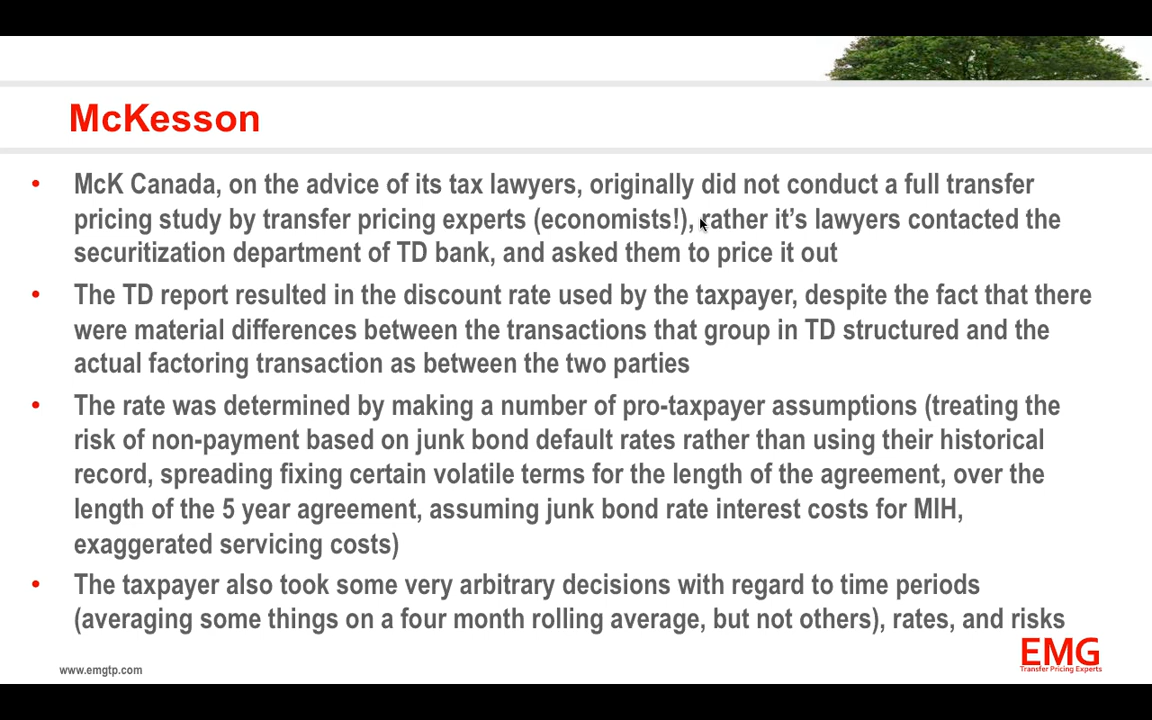 McKesson
• McK Canada, on the advice of its tax lawyers, originally did not conduct a full transfer
pricing study by transfer pricing experts (economists!), rather it’s lawyers contacted the
securitization department of TD bank, and asked them to price it out
• The TD report resulted in the discount rate used by the taxpayer, despite the fact that there
were material differences between the transactions that group in TD structured and the
actual factoring transaction as between the two parties
• The rate was determined by making a number of pro-taxpayer assumptions (treating the
risk of non-payment based on junk bond default rates rather than using their historical
record, spreading fixing certain volatile terms for the length of the agreement, over the
length of the 5 year agreement, assuming junk bond rate interest costs for MIH,
exaggerated servicing costs)
• The taxpayer also took some very arbitrary decisions with regard to time periods
(averaging some things on a four month rolling average, but not others), rates, and risks
EMG
Transfer Pricing Experts
www.emgtp.com